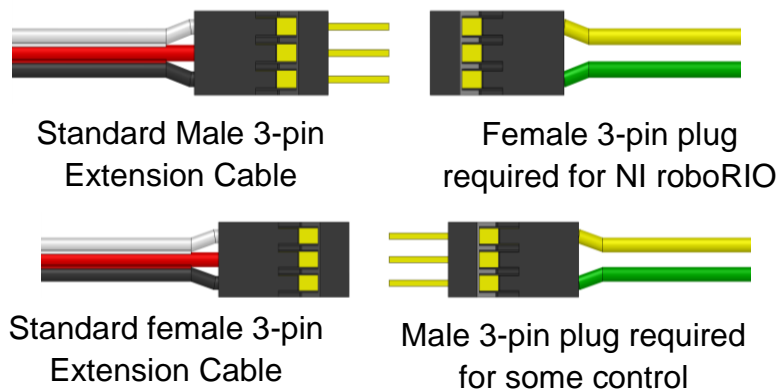 Standard Male 3-pin
Extension Cable
Female 3-pin plug
required for NI roboRIO
Standard female 3-pin
Extension Cable
Male 3-pin plug required
for some control